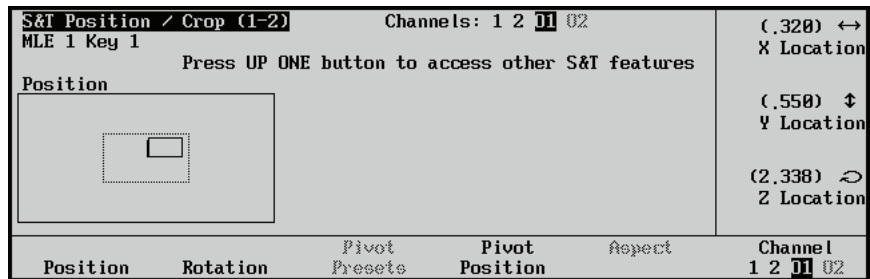 S&T Position / Crop (1-2) Channels: 1 2 D1 D2
MLE 1 Key 1
Press UP ONE button to access other S&T features
Position
(.320) ↔
X Location
(.550) ↕
Y Location
(2.338)
Z Location
Position Rotation Pivot Presets Pivot Position Aspect Channel
1 2 D1 D2